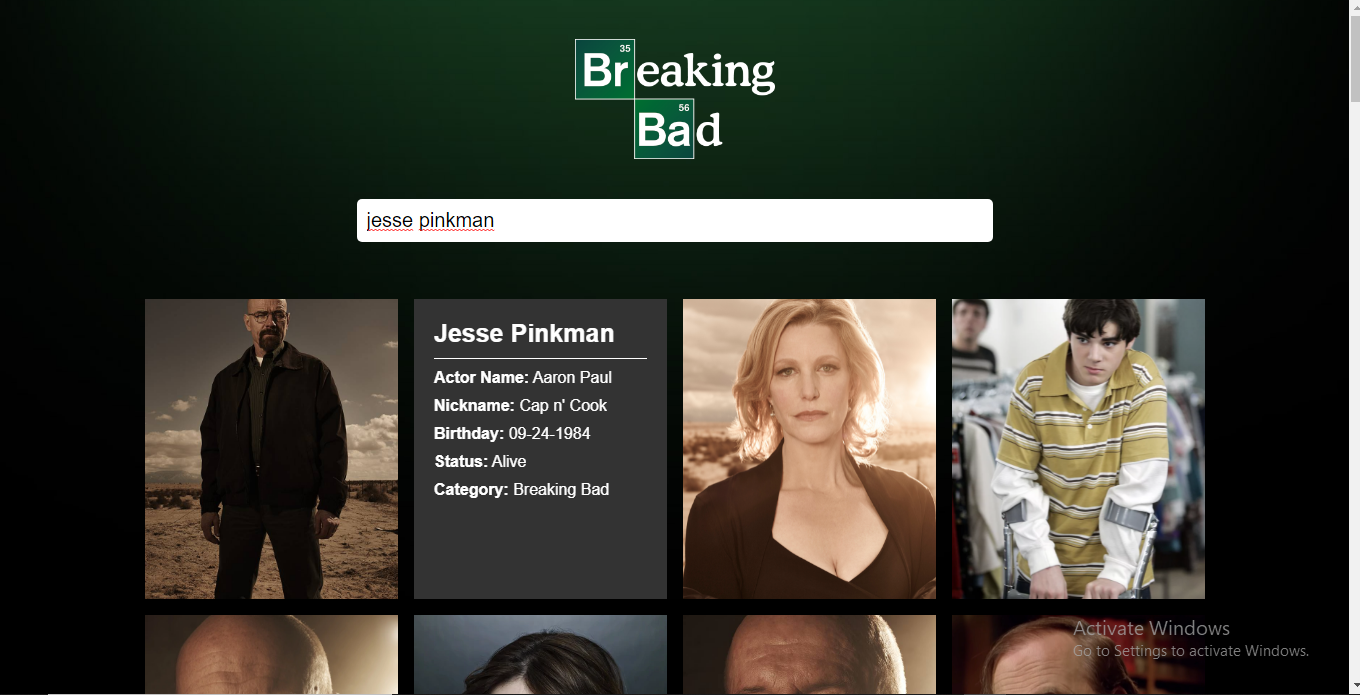 35
Breaking
56
Bad
jesse pinkman
Jesse Pinkman
Actor Name: Aaron Paul
Nickname: Cap n' Cook
Birthday: 09-24-1984
Status: Alive
Category: Breaking Bad
Activate Windows
Go to Settings to activate Windows.